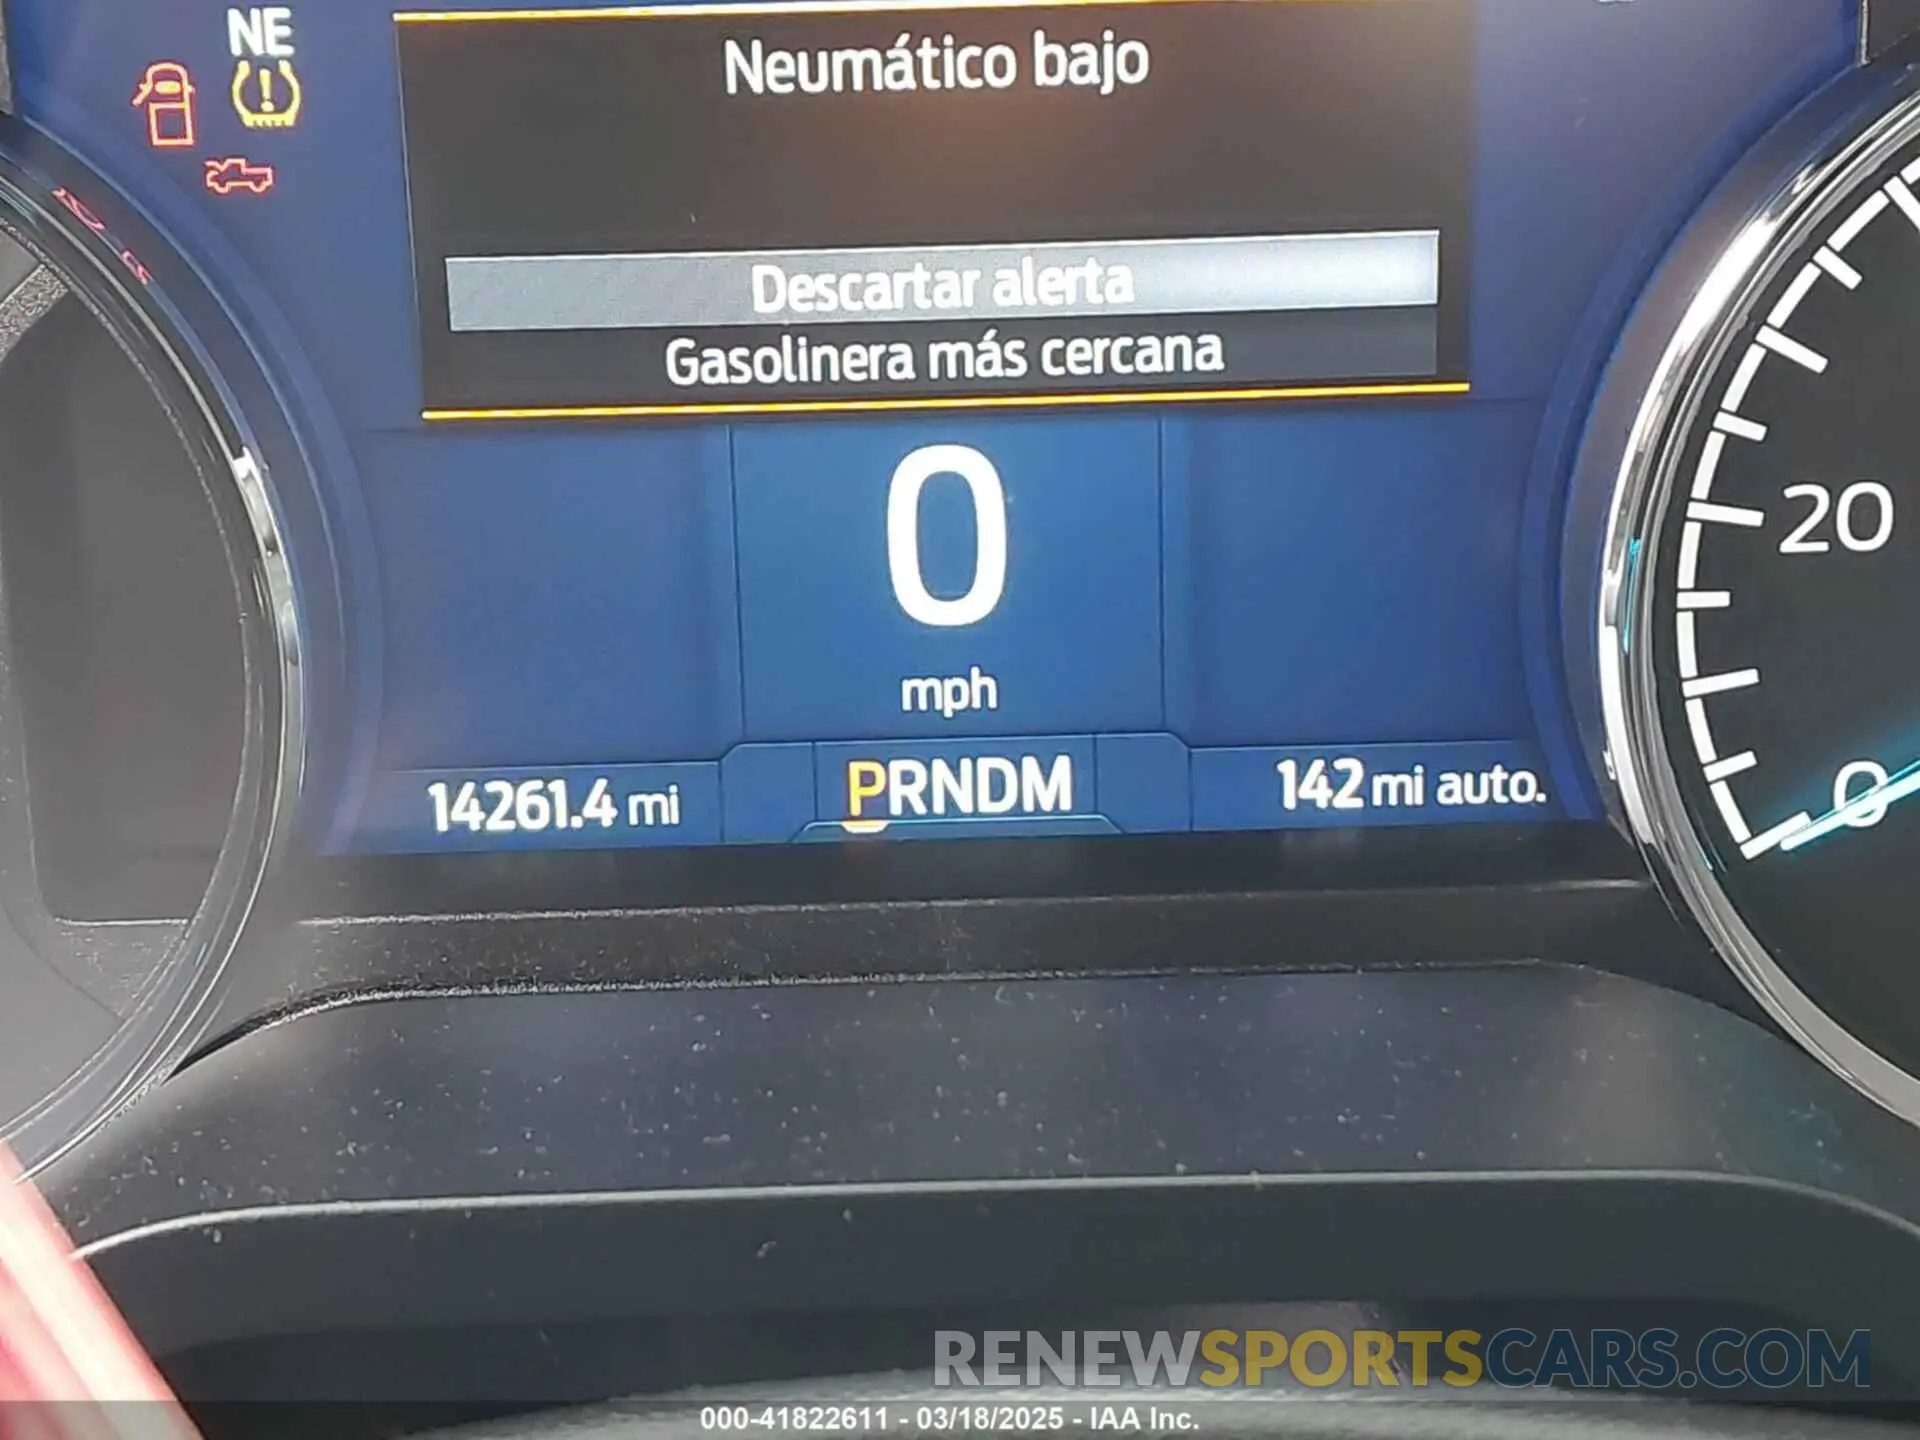 NE
Neumático bajo
Descartar alerta
Gasolinera más cercana
0
mph
14261.4 mi
PRNDM
142 mi auto.
20
0
RENEWSPORTSCARS.COM
000-41822611 - 03/18/2025 - IAA Inc.